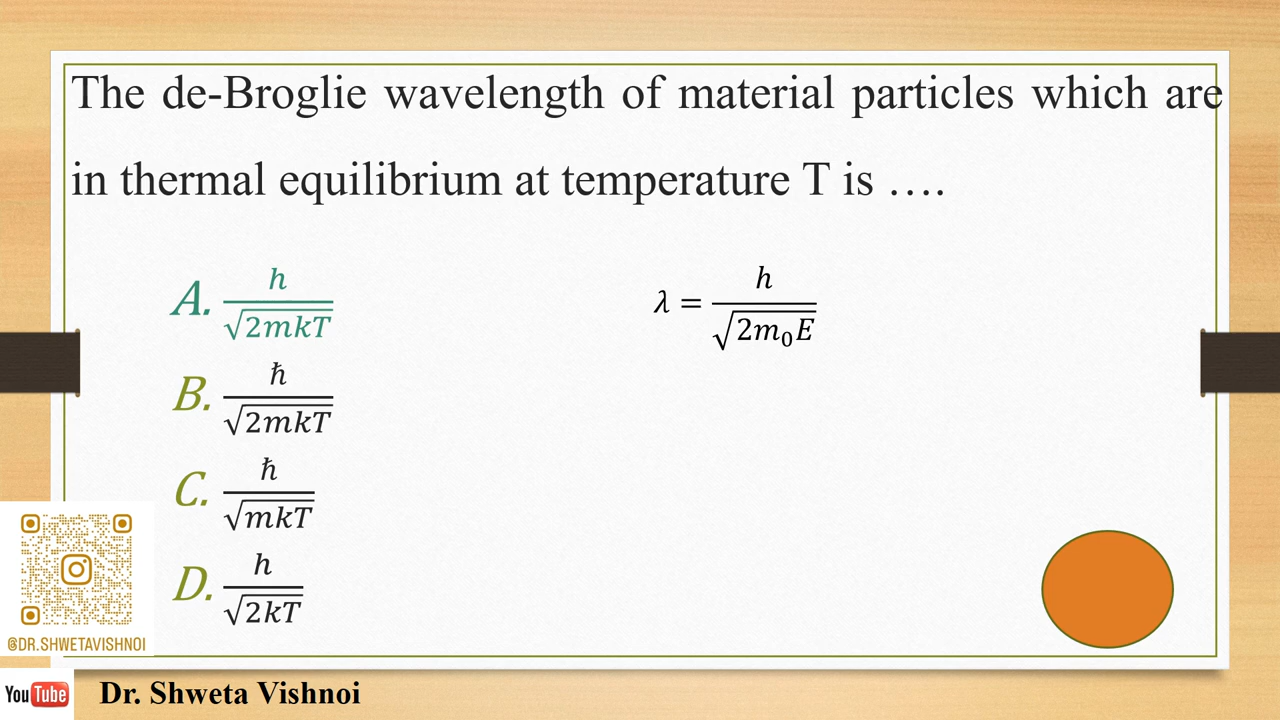 The de-Broglie wavelength of material particles which are
in thermal equilibrium at temperature T is ….
A. h/√(2mkT)
λ = h/√(2m₀E)
B. ħ/√(2mkT)
C. ħ/√(mkT)
D. h/√(2kT)
@DR.SHWETAVISHNOI
YouTube
Dr. Shweta Vishnoi